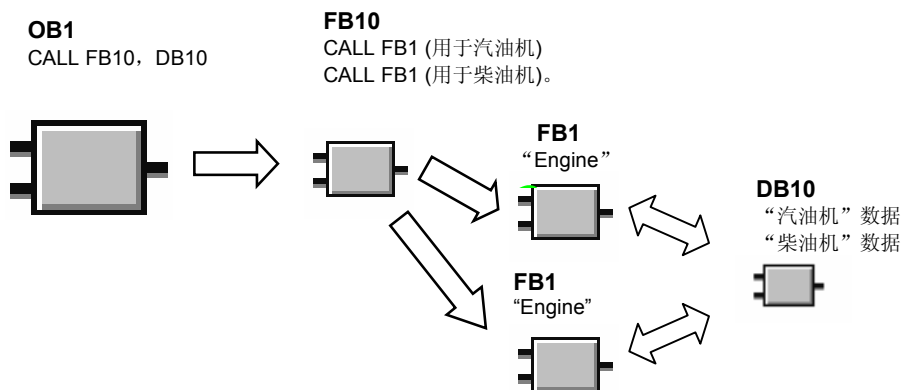 OB1
CALL FB10，DB10
FB10
CALL FB1 (用于汽油机)
CALL FB1 (用于柴油机)。
FB1
“Engine”
FB1
“Engine”
DB10
“汽油机”数据
“柴油机”数据